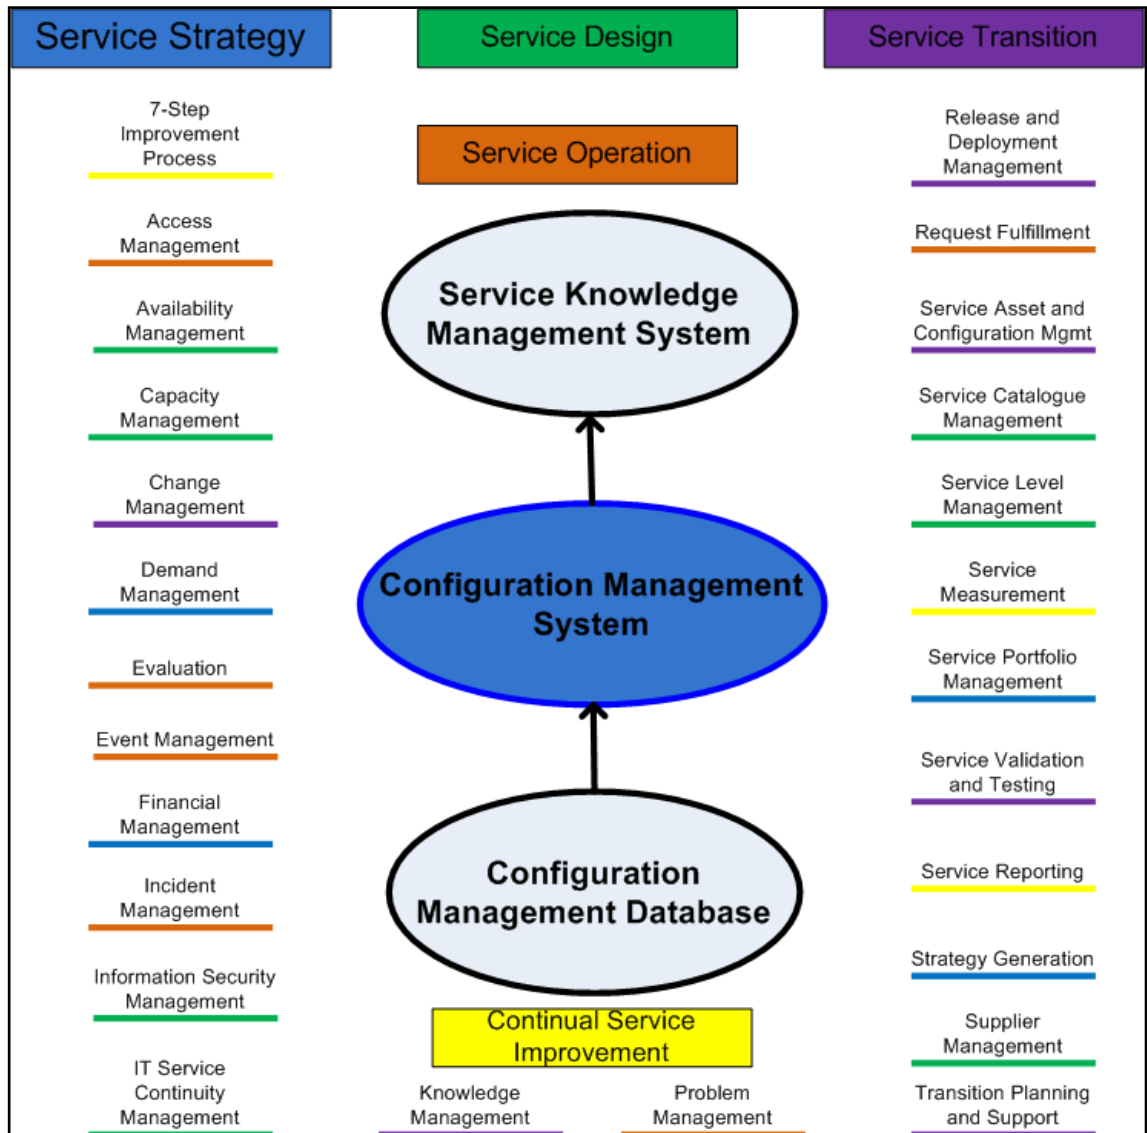 Service Strategy
Service Design
Service Transition
7-Step
Improvement
Process
Access
Management
Availability
Management
Capacity
Management
Change
Management
Demand
Management
Evaluation
Event Management
Financial
Management
Incident
Management
Information Security
Management
IT Service
Continuity
Management
Service Operation
Service Knowledge
Management System
Configuration Management
System
Configuration
Management Database
Continual Service
Improvement
Knowledge
Management
Problem
Management
Release and
Deployment
Management
Request Fulfillment
Service Asset and
Configuration Mgmt
Service Catalogue
Management
Service Level
Management
Service
Measurement
Service Portfolio
Management
Service Validation
and Testing
Service Reporting
Strategy Generation
Supplier
Management
Transition Planning
and Support